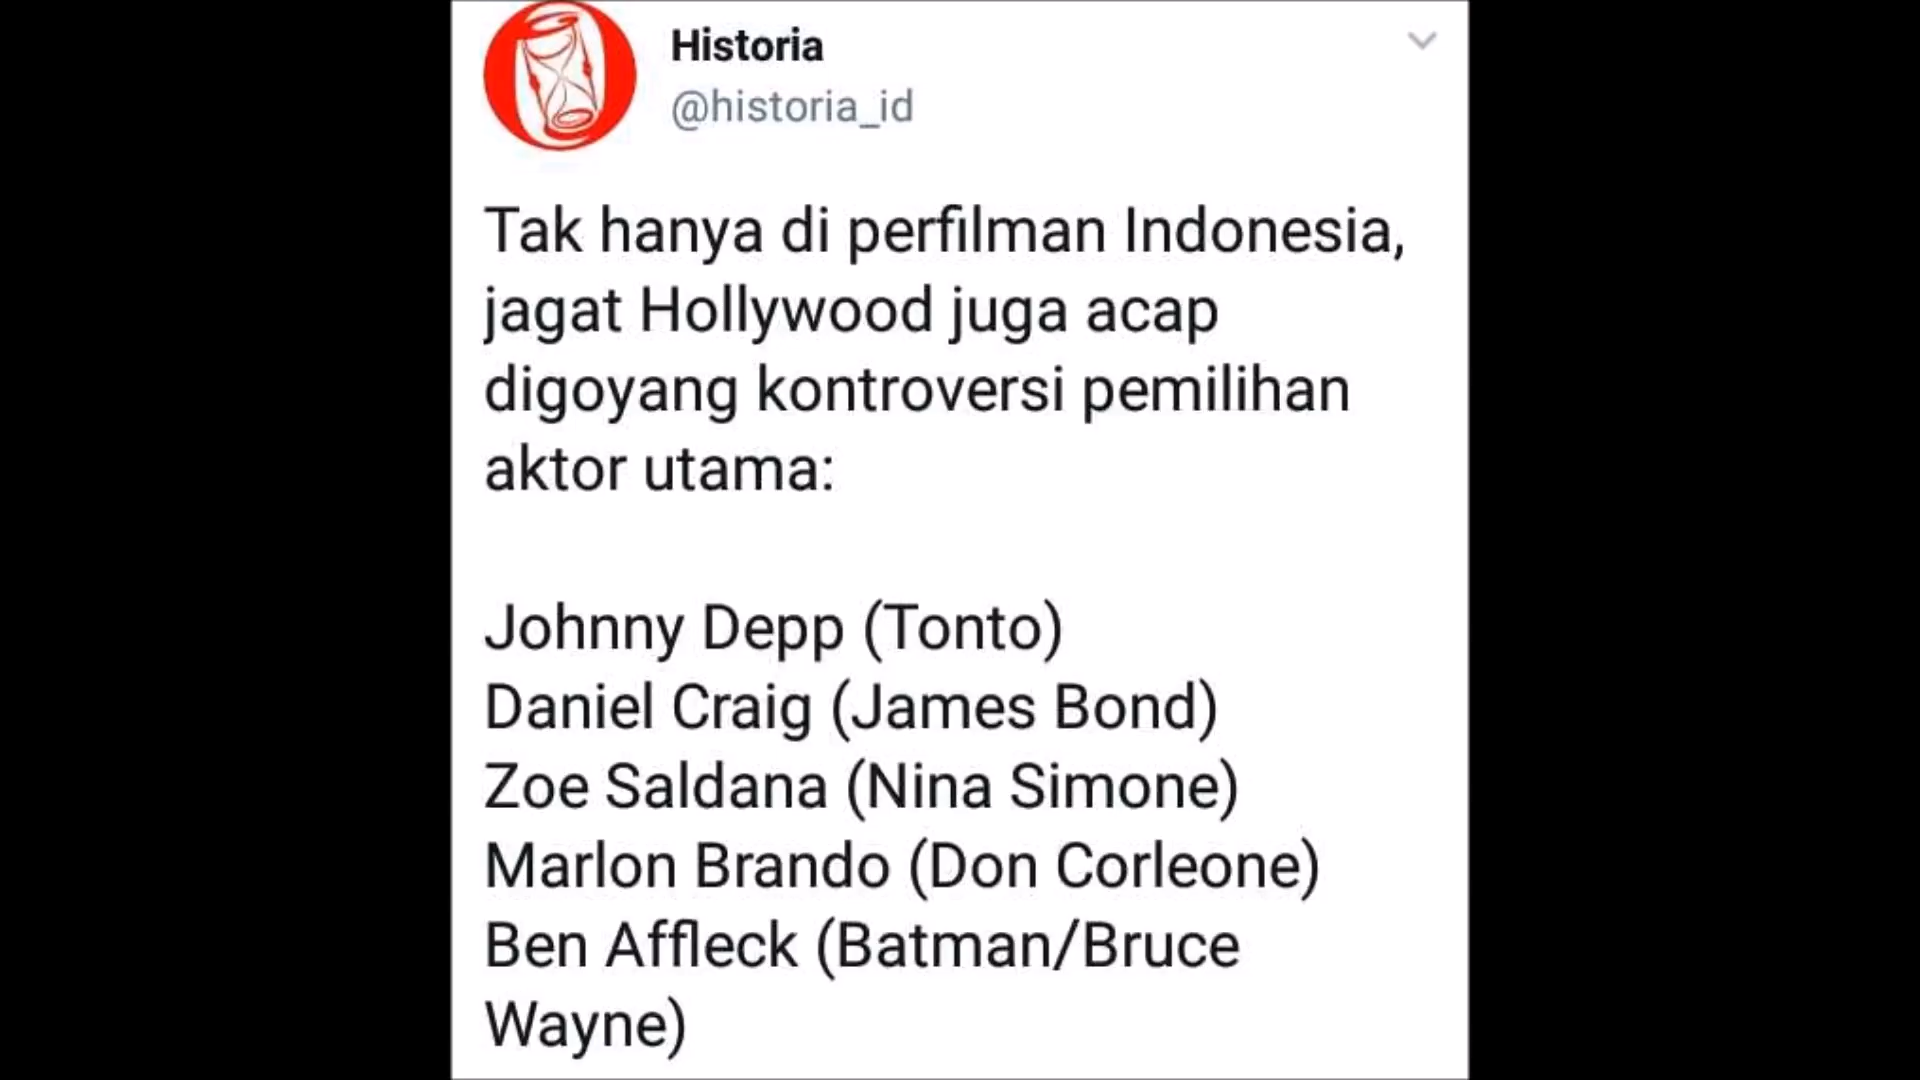 Historia
@historia_id
Tak hanya di perfilman Indonesia,
jagat Hollywood juga acap
digoyang kontroversi pemilihan
aktor utama:
Johnny Depp (Tonto)
Daniel Craig (James Bond)
Zoe Saldana (Nina Simone)
Marlon Brando (Don Corleone)
Ben Affleck (Batman/Bruce
Wayne)